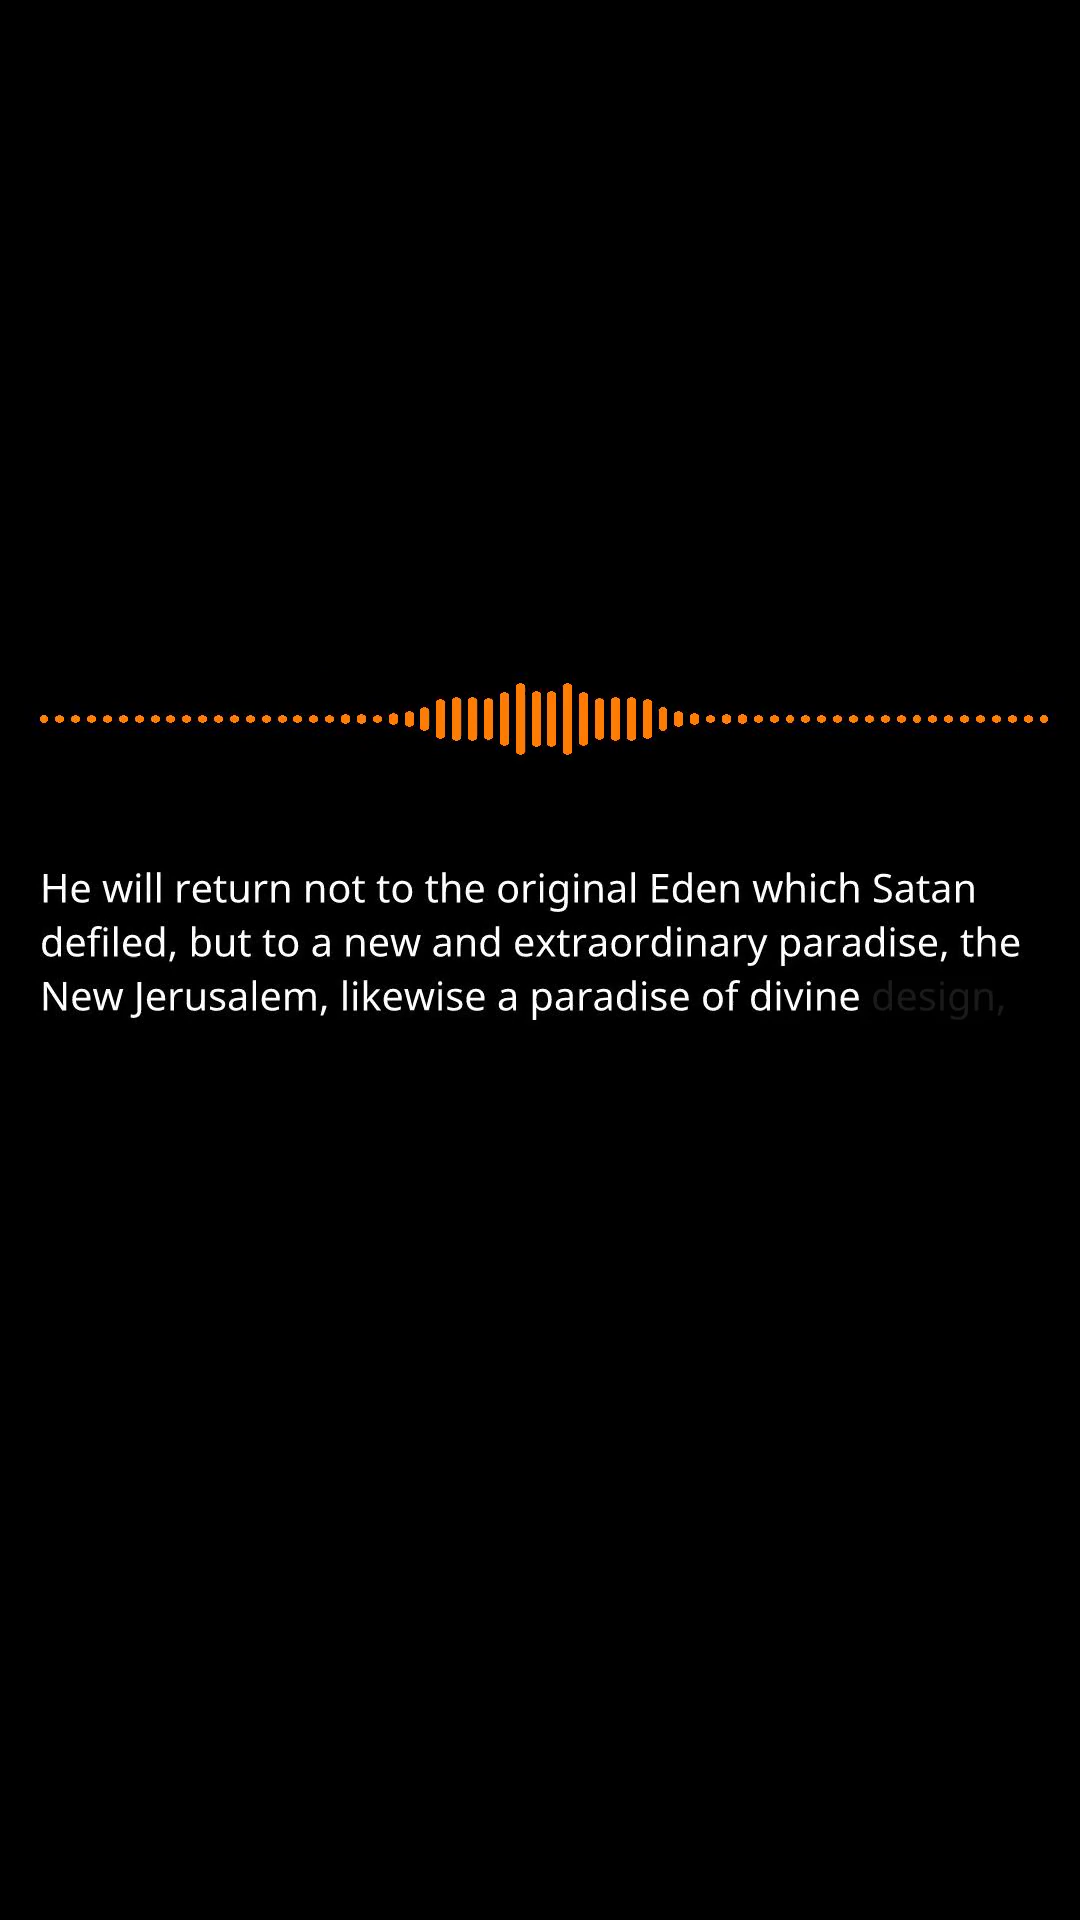 He will return not to the original Eden which Satan
defiled, but to a new and extraordinary paradise, the
New Jerusalem, likewise a paradise of divine design,